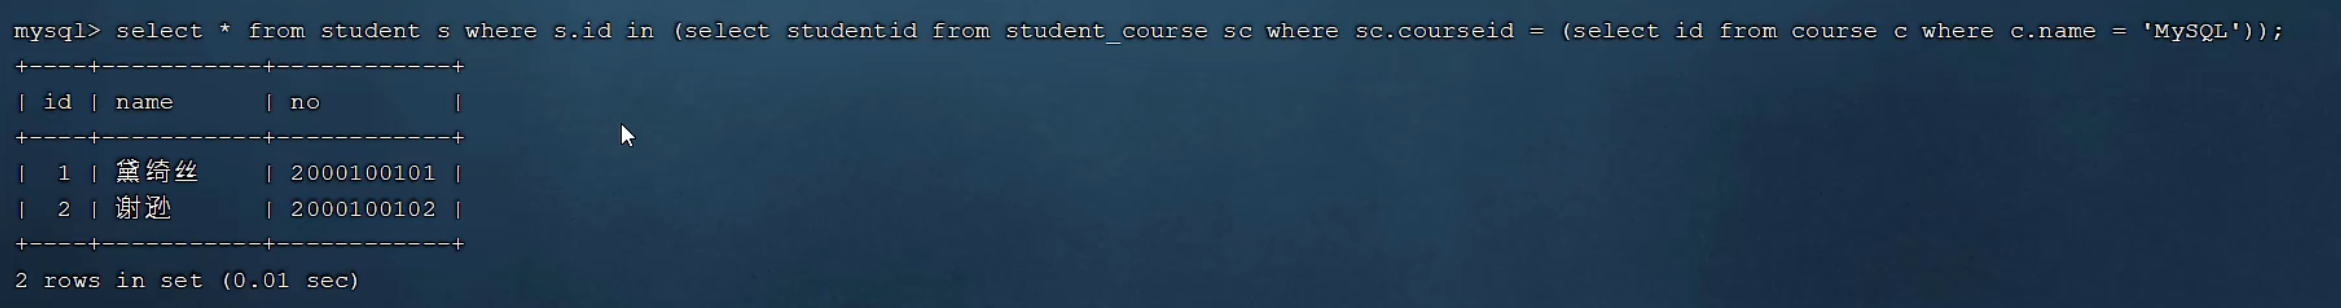 mysql> select * from student s where s.id in (select studentid from student_course sc where sc.courseid = (select id from course c where c.name = 'MySQL'));
+----+-----------+------------+
| id | name      | no         |
+----+-----------+------------+
|  1 | 黛绮丝    | 2000100101 |
|  2 | 谢逊      | 2000100102 |
+----+-----------+------------+
2 rows in set (0.01 sec)